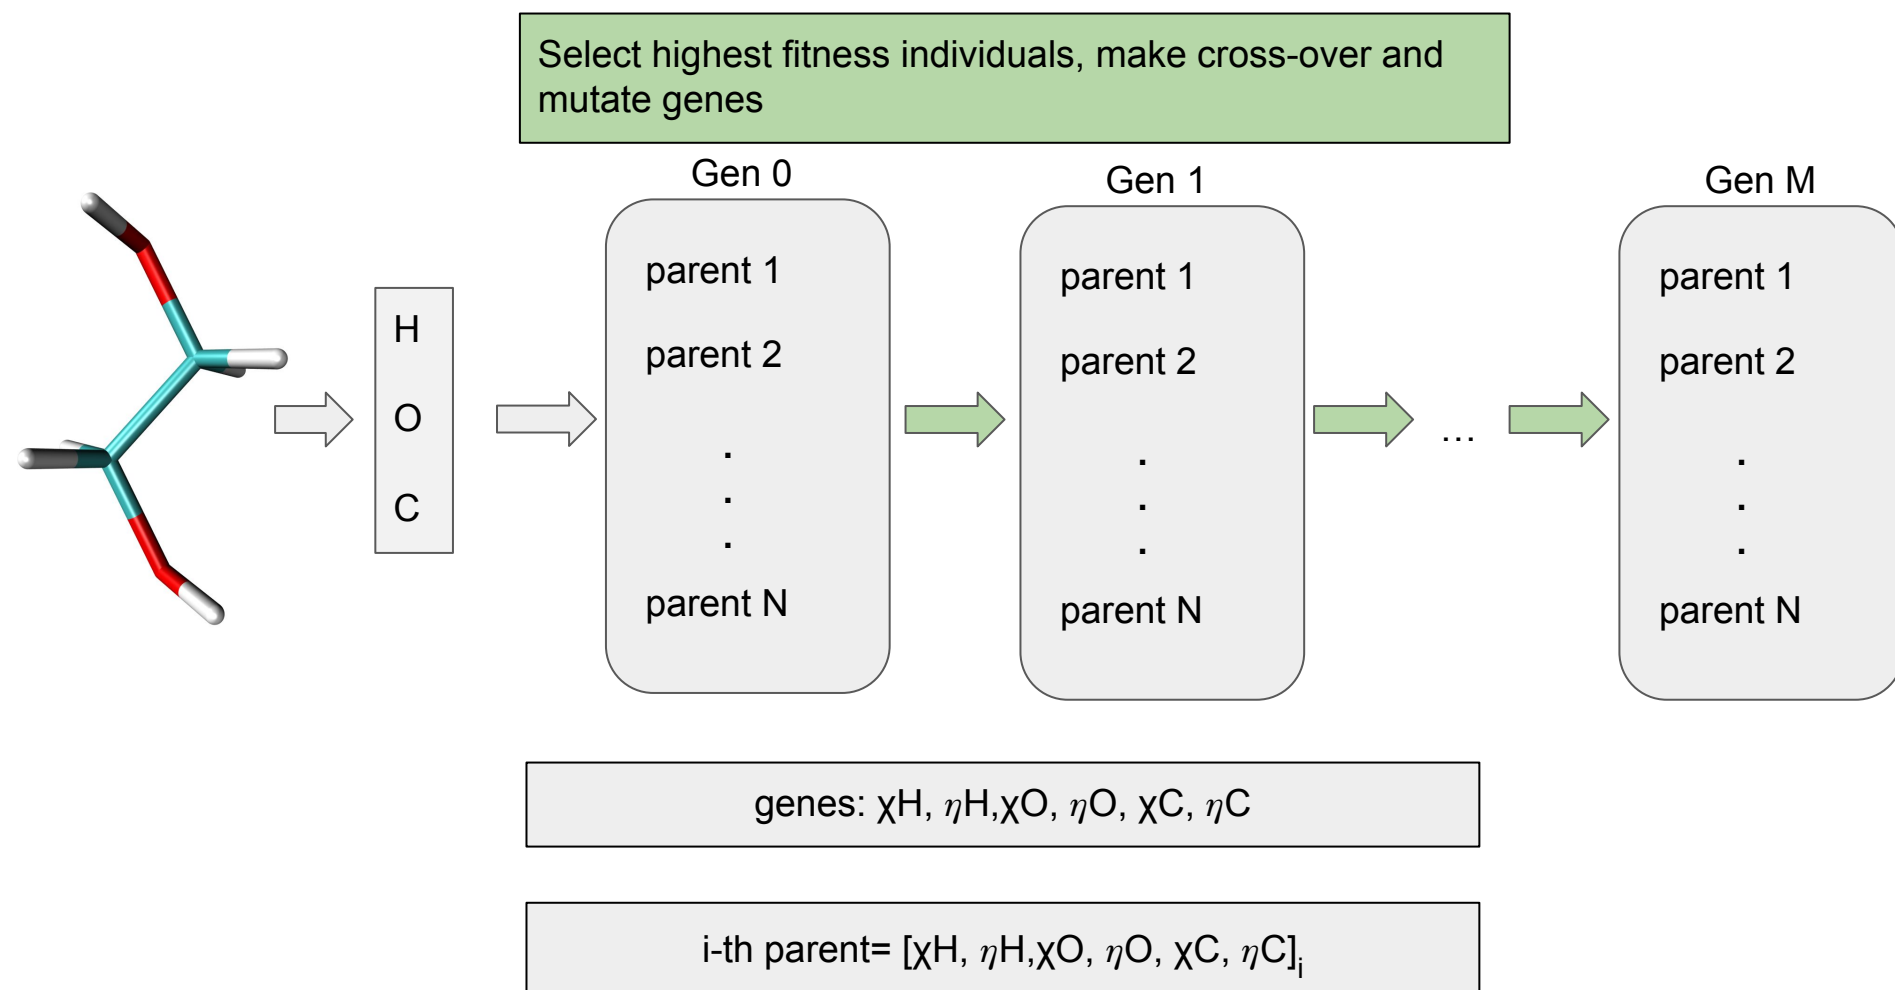 Select highest fitness individuals, make cross-over and
mutate genes
Gen 0
Gen 1
Gen M
H
O
C
parent 1
parent 2
.
.
.
parent N
parent 1
parent 2
.
.
.
parent N
...
parent 1
parent 2
.
.
.
parent N
genes: χH, ηH,χO, ηO, χC, ηC
i-th parent= [χH, ηH,χO, ηO, χC, ηC]i